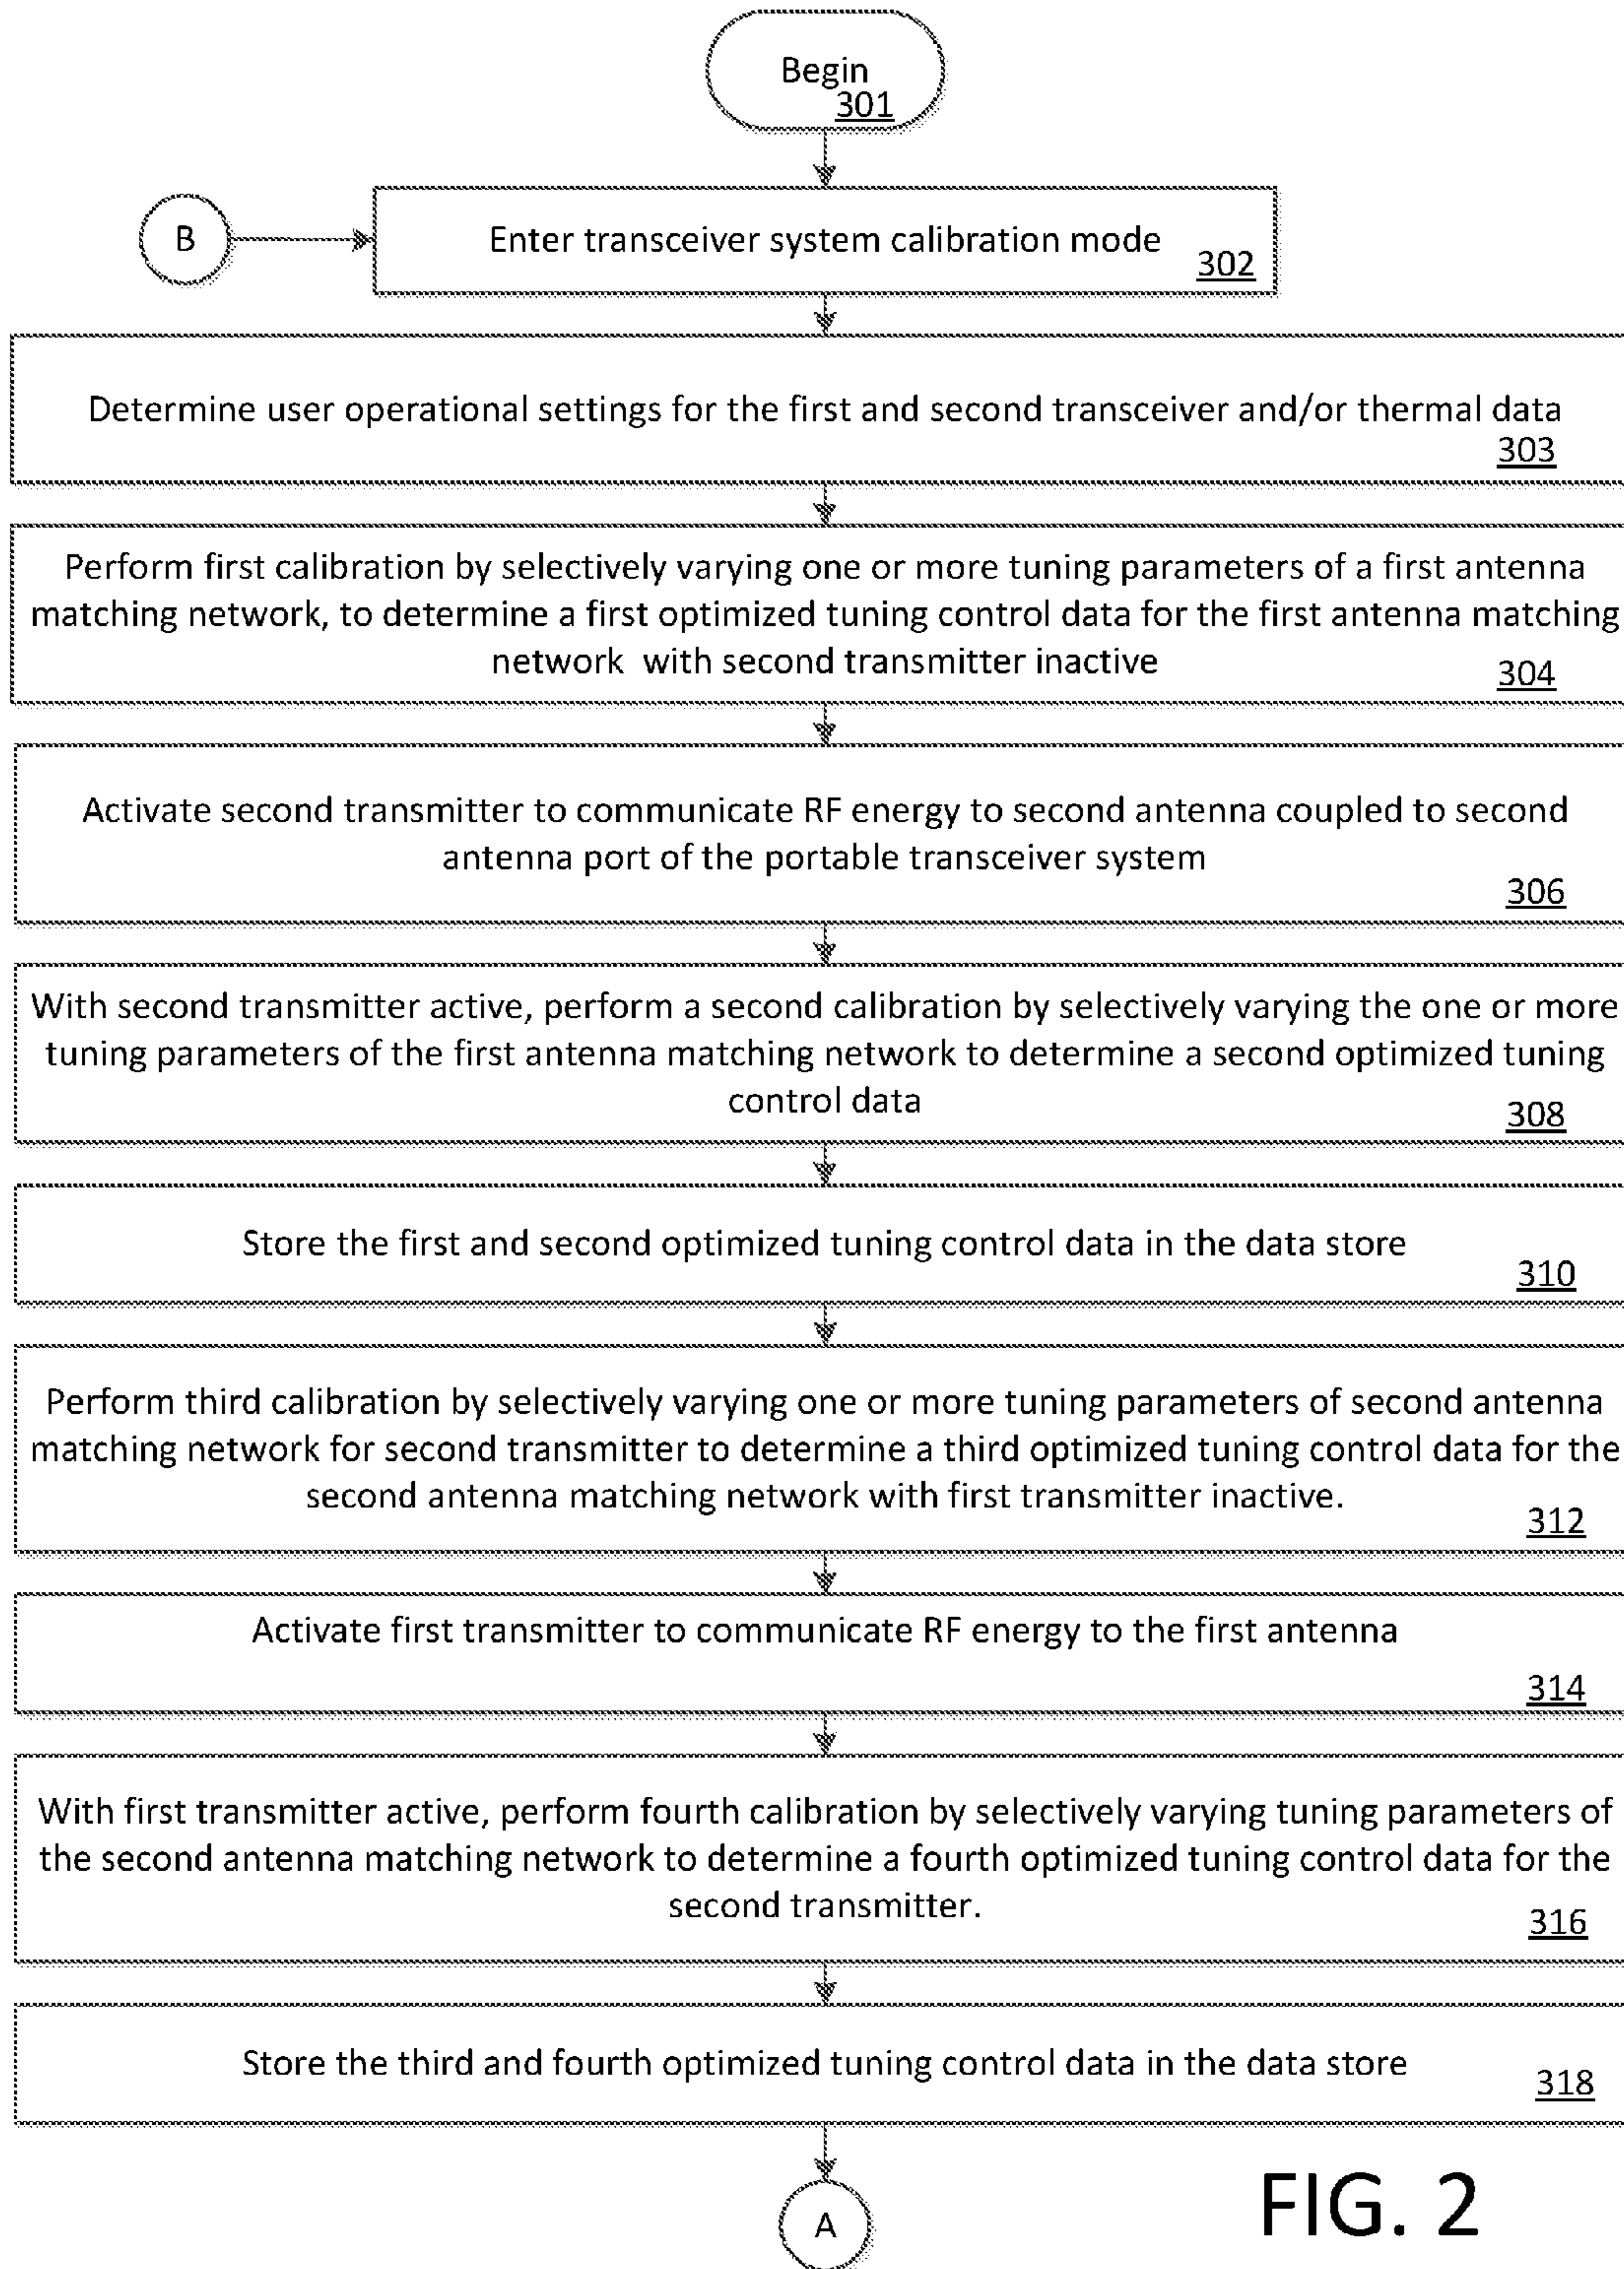 Begin
301
B
Enter transceiver system calibration mode
302
Determine user operational settings for the first and second transceiver and/or thermal data
303
Perform first calibration by selectively varying one or more tuning parameters of a first antenna
matching network, to determine a first optimized tuning control data for the first antenna matching
network with second transmitter inactive
304
Activate second transmitter to communicate RF energy to second antenna coupled to second
antenna port of the portable transceiver system
306
With second transmitter active, perform a second calibration by selectively varying the one or more
tuning parameters of the first antenna matching network to determine a second optimized tuning
control data
308
Store the first and second optimized tuning control data in the data store
310
Perform third calibration by selectively varying one or more tuning parameters of second antenna
matching network for second transmitter to determine a third optimized tuning control data for the
second antenna matching network with first transmitter inactive.
312
Activate first transmitter to communicate RF energy to the first antenna
314
With first transmitter active, perform fourth calibration by selectively varying tuning parameters of
the second antenna matching network to determine a fourth optimized tuning control data for the
second transmitter.
316
Store the third and fourth optimized tuning control data in the data store
318
A
FIG. 2